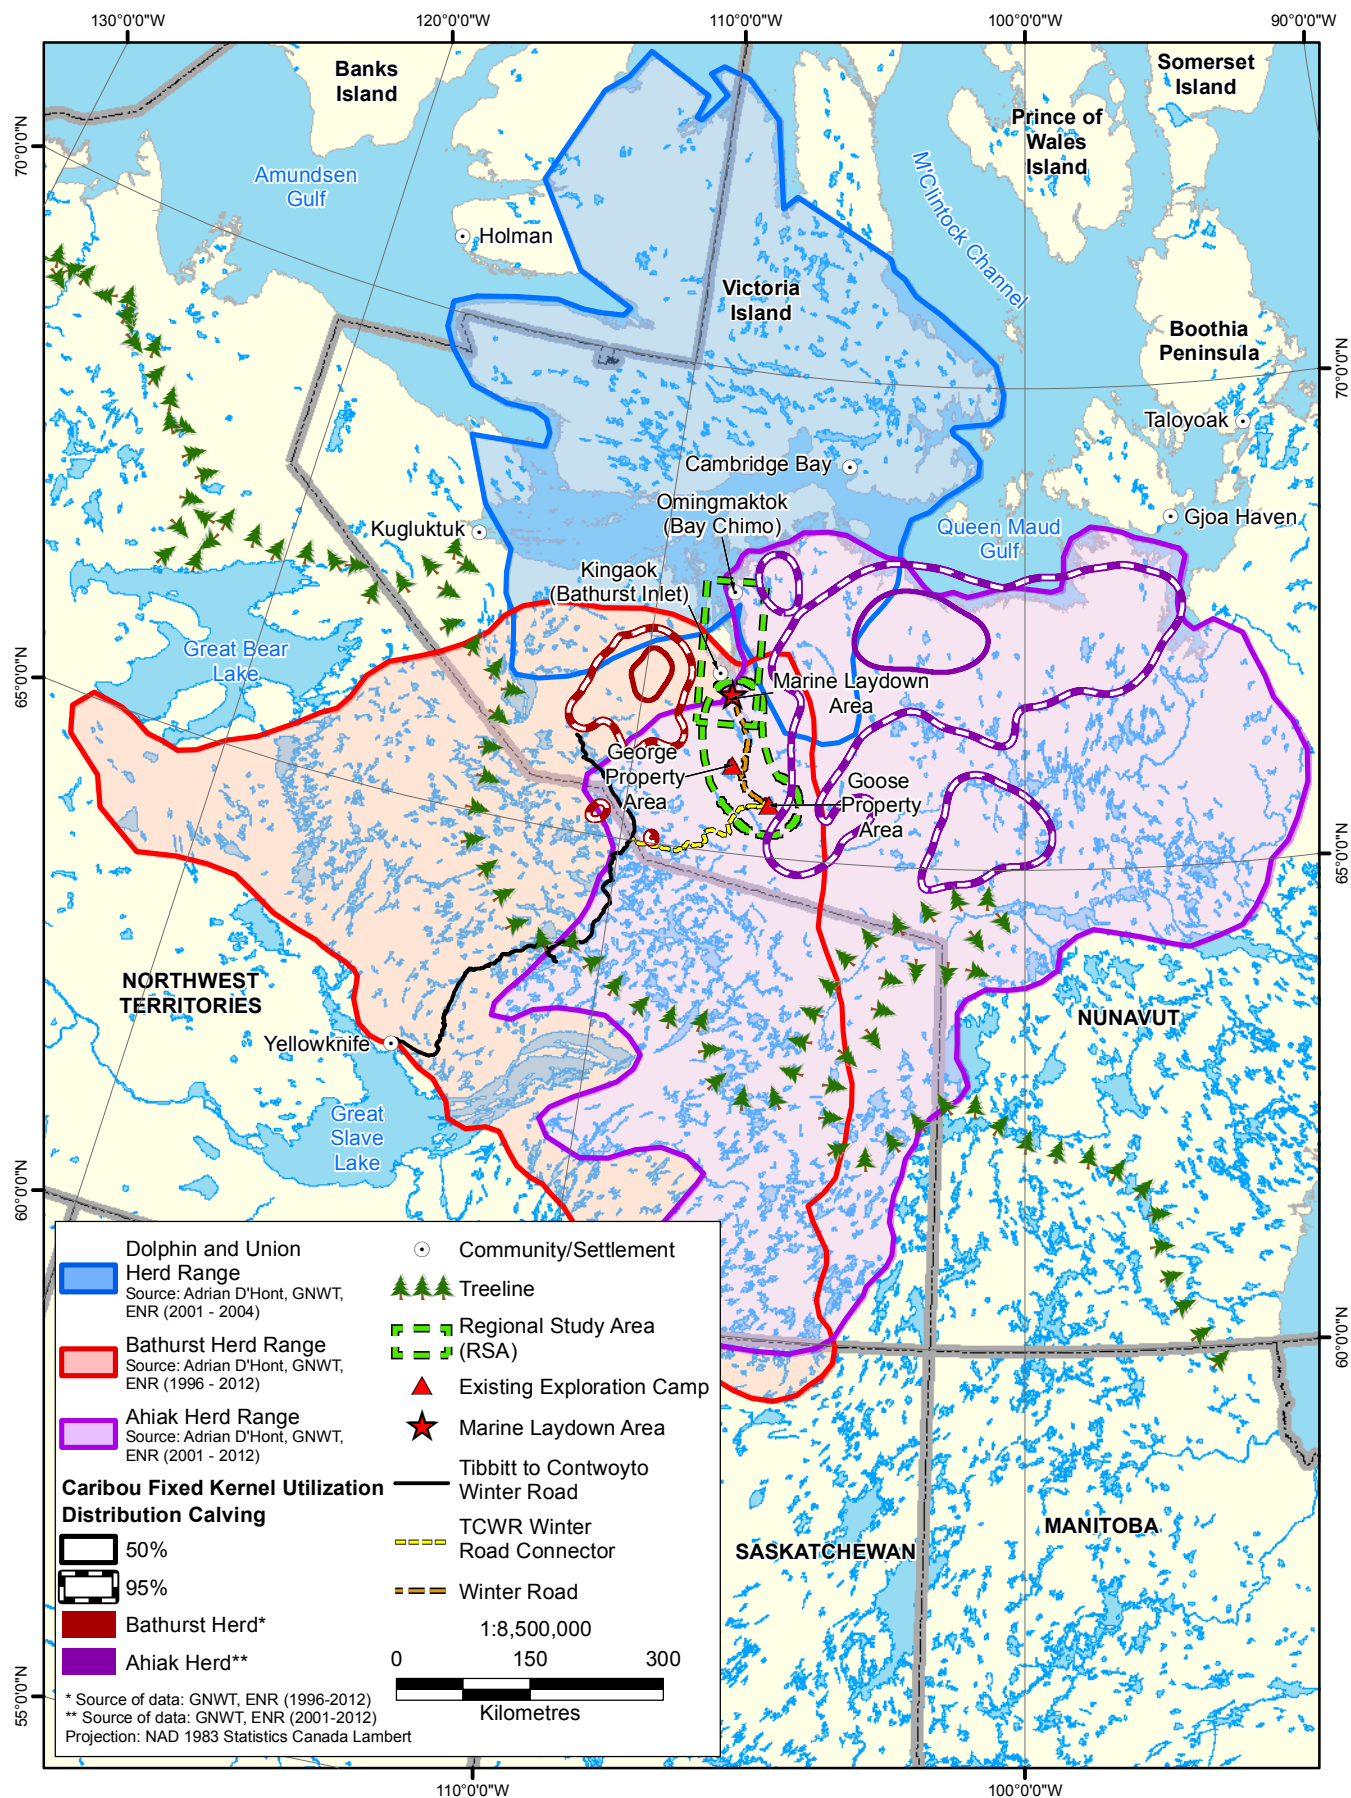 130°0'0"W
120°0'0"W
110°0'0"W
100°0'0"W
90°0'0"W
Banks
Island
Somerset
Island
Prince of
Wales
Island
70°0'0"N
Amundsen
Gulf
M'Clintock Channel
Holman
Victoria
Island
Boothia
Peninsula
70°0'0"N
Taloyoak
Cambridge Bay
Omingmaktok
(Bay Chimo)
Gjoa Haven
Kugluktuk
Queen Maud
Gulf
Kingaok
(Bathurst Inlet)
Great Bear
Lake
65°0'0"N
Marine Laydown
Area
George
Property
Area
Goose
Property
Area
65°0'0"N
NORTHWEST
TERRITORIES
NUNAVUT
Yellowknife
Great
Slave
Lake
60°0'0"N
60°0'0"N
Dolphin and Union
Herd Range
Source: Adrian D'Hont, GNWT,
ENR (2001 - 2004)
Bathurst Herd Range
Source: Adrian D'Hont, GNWT,
ENR (1996 - 2012)
Ahiak Herd Range
Source: Adrian D'Hont, GNWT,
ENR (2001 - 2012)
Caribou Fixed Kernel Utilization
Distribution Calving
50%
95%
Bathurst Herd*
Ahiak Herd**
* Source of data: GNWT, ENR (1996-2012)
** Source of data: GNWT, ENR (2001-2012)
Projection: NAD 1983 Statistics Canada Lambert
Community/Settlement
Treeline
Regional Study Area
(RSA)
Existing Exploration Camp
Marine Laydown Area
Tibbitt to Contwoyto
Winter Road
TCWR Winter
Road Connector
Winter Road
1:8,500,000
0 150 300
Kilometres
SASKATCHEWAN
MANITOBA
55°0'0"N
110°0'0"W
100°0'0"W